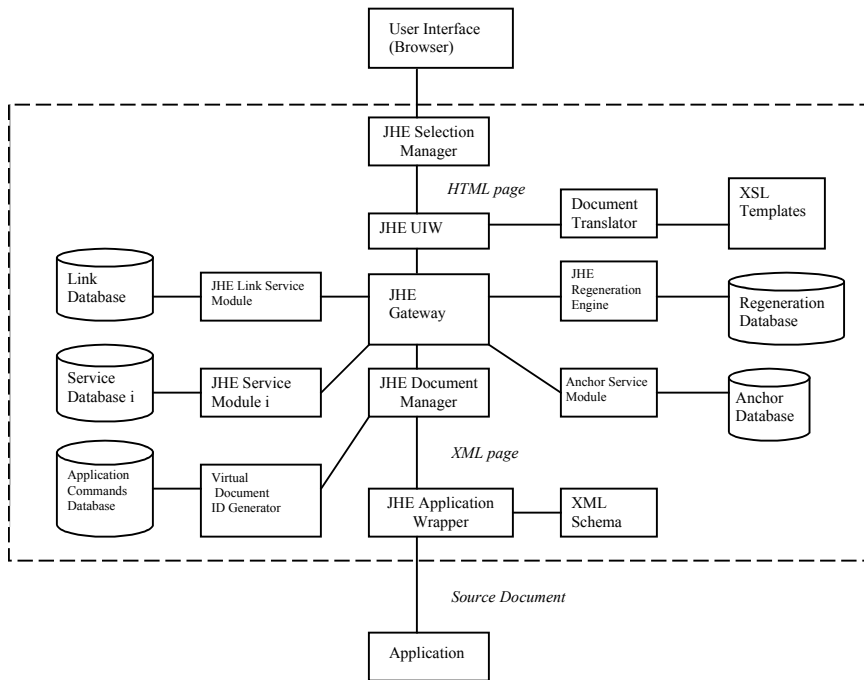 User Interface
(Browser)
JHE Selection
Manager
HTML page
JHE UIW
Document
Translator
XSL
Templates
Link
Database
JHE Link Service
Module
JHE
Gateway
JHE
Regeneration
Engine
Regeneration
Database
Service
Database i
JHE Service
Module i
JHE Document
Manager
Anchor Service
Module
Anchor
Database
XML page
Application
Commands
Database
Virtual
Document
ID Generator
JHE Application
Wrapper
XML
Schema
Source Document
Application